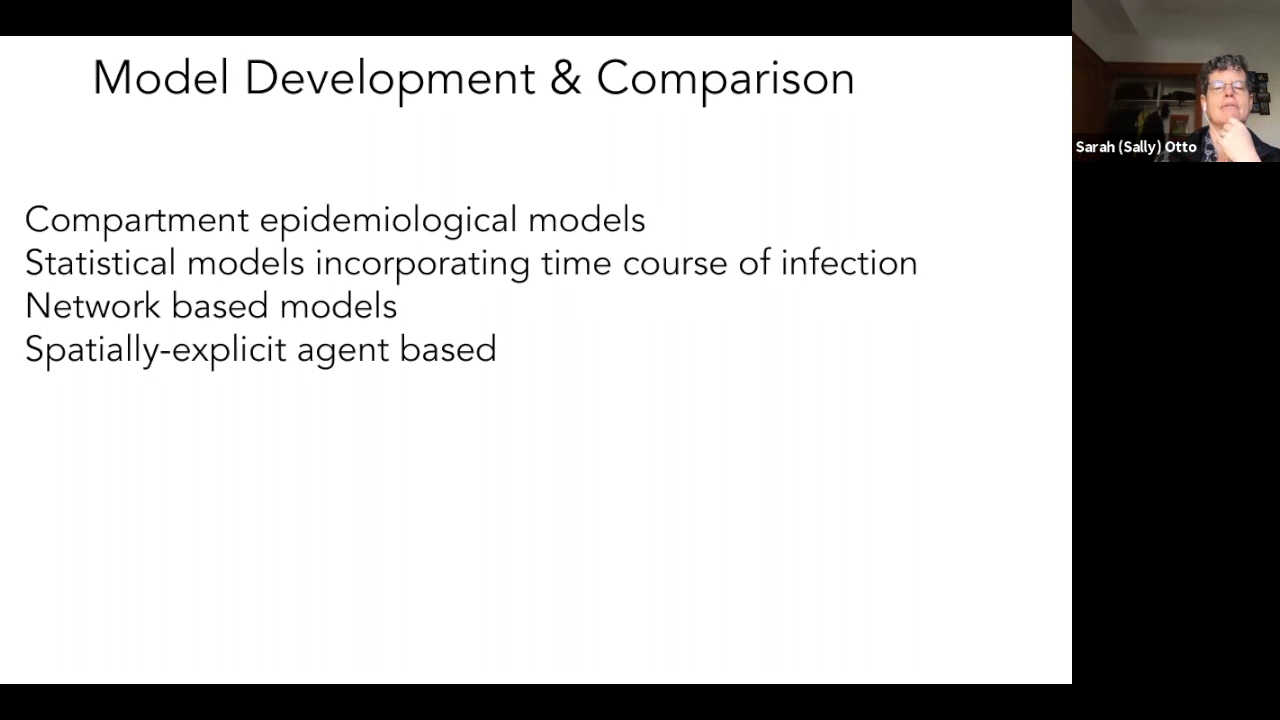 Model Development & Comparison
Sarah (Sally) Otto
Compartment epidemiological models
Statistical models incorporating time course of infection
Network based models
Spatially-explicit agent based